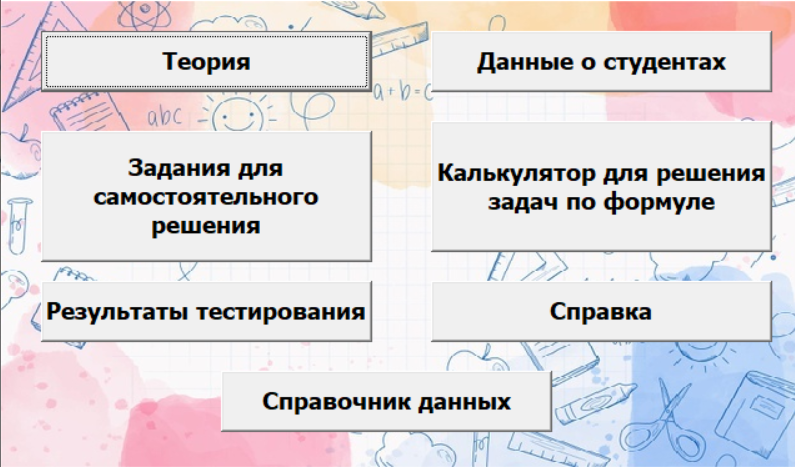 Теория
Данные о студентах
a+b=c
abc
Задания для
самостоятельного
решения
Калькулятор для решения
задач по формуле
Результаты тестирования
Справка
Справочник данных